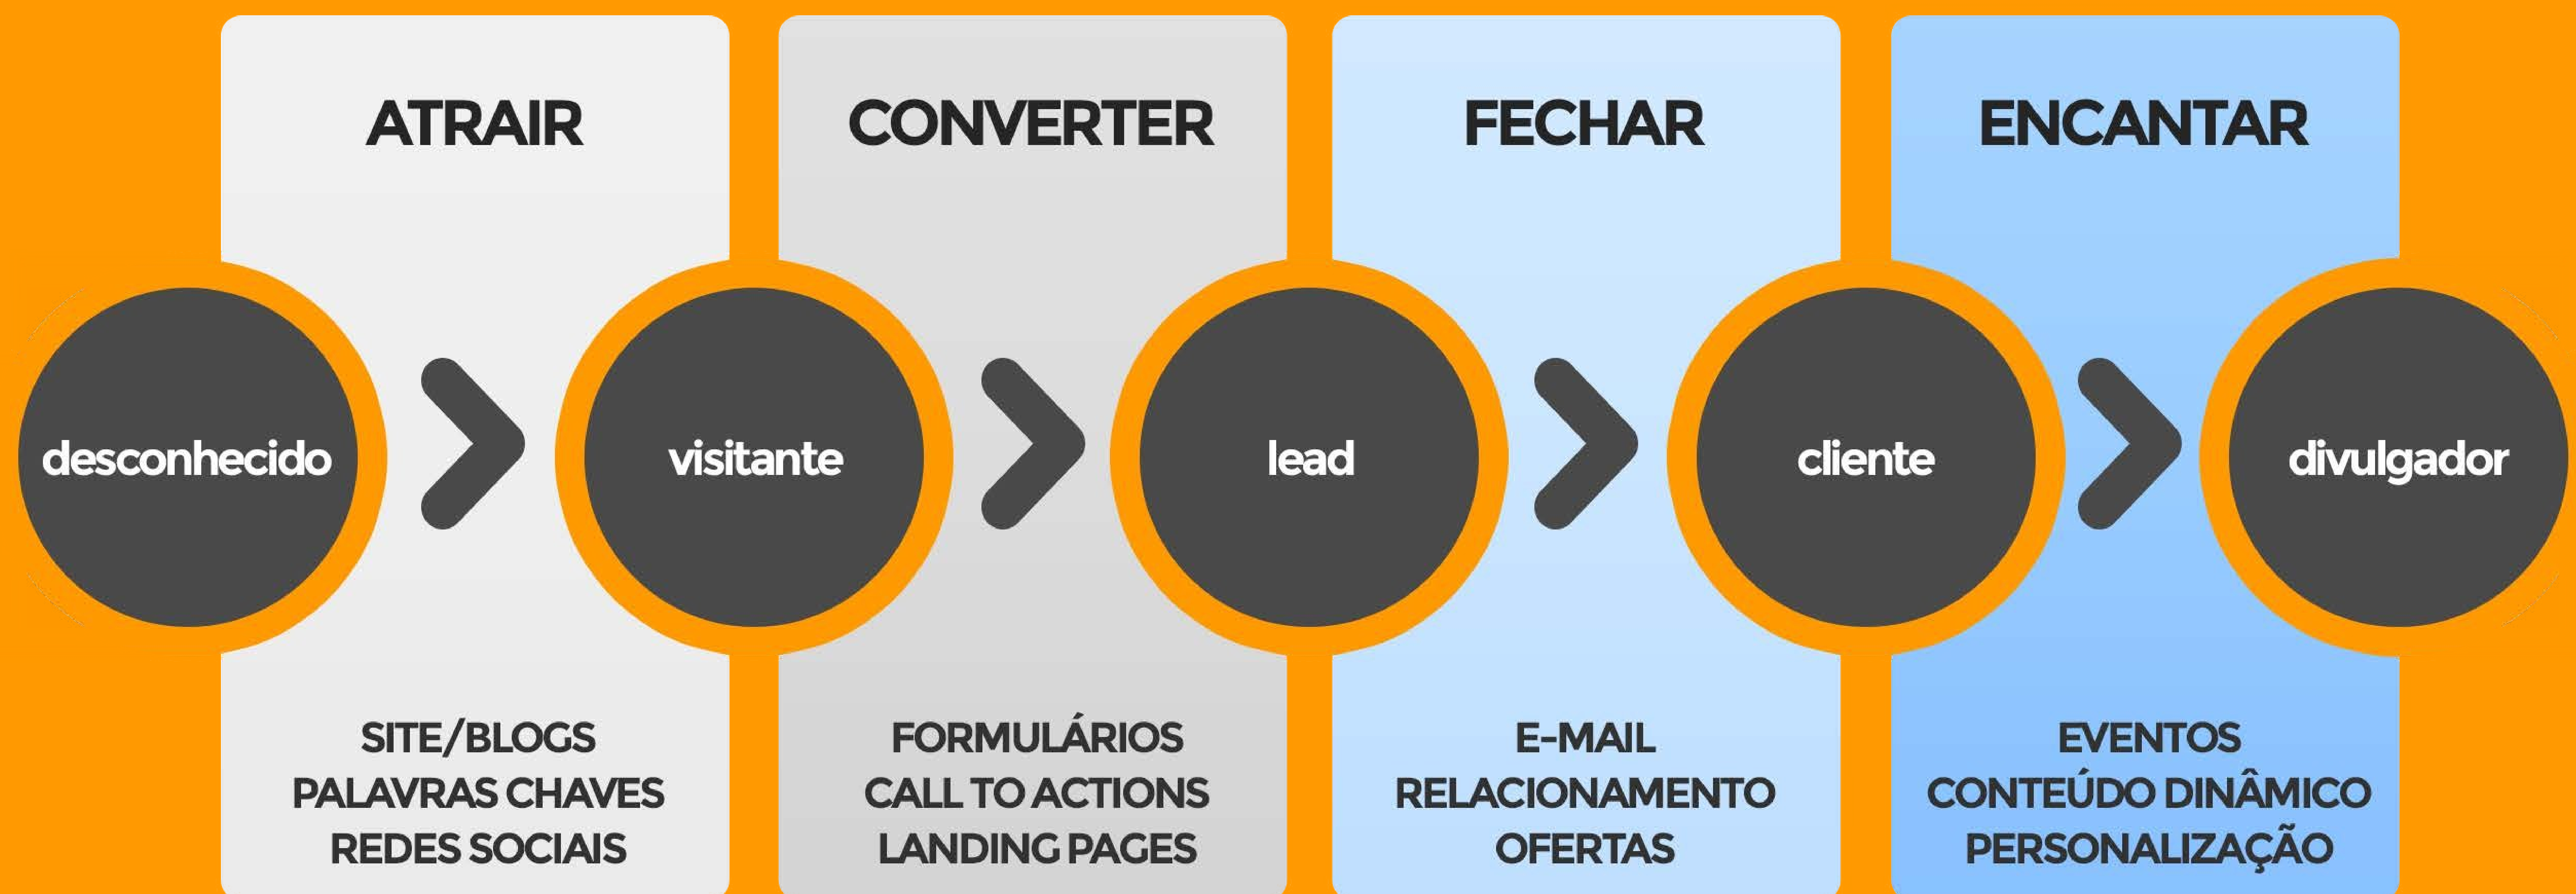 ATRAIR
CONVERTER
FECHAR
ENCANTAR
desconhecido
visitante
lead
cliente
divulgador
SITE/BLOGS
PALAVRAS CHAVES
REDES SOCIAIS
FORMULÁRIOS
CALL TO ACTIONS
LANDING PAGES
E-MAIL
RELACIONAMENTO
OFERTAS
EVENTOS
CONTEÚDO DINÂMICO
PERSONALIZAÇÃO